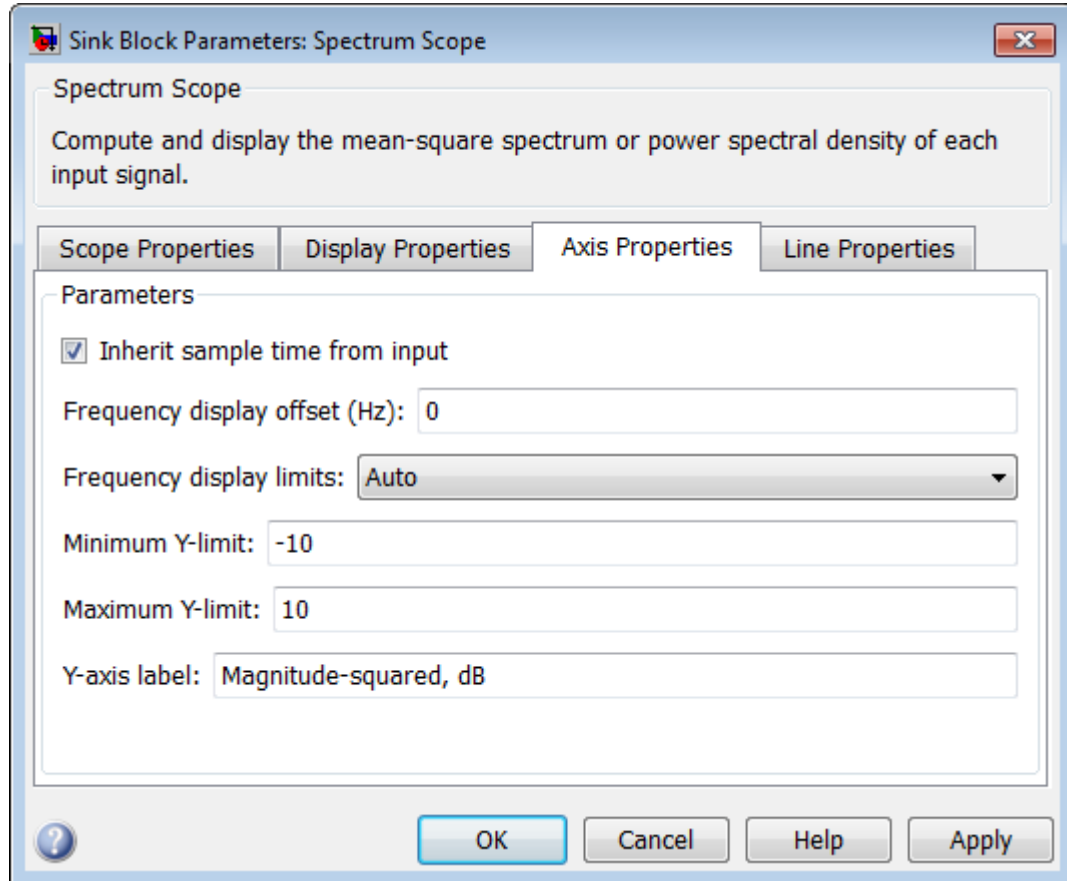 Sink Block Parameters: Spectrum Scope
Spectrum Scope
Compute and display the mean-square spectrum or power spectral density of each
input signal.
Scope Properties Display Properties Axis Properties Line Properties
Parameters
Inherit sample time from input
Frequency display offset (Hz): 0
Frequency display limits: Auto
Minimum Y-limit: -10
Maximum Y-limit: 10
Y-axis label: Magnitude-squared, dB
? OK Cancel Help Apply